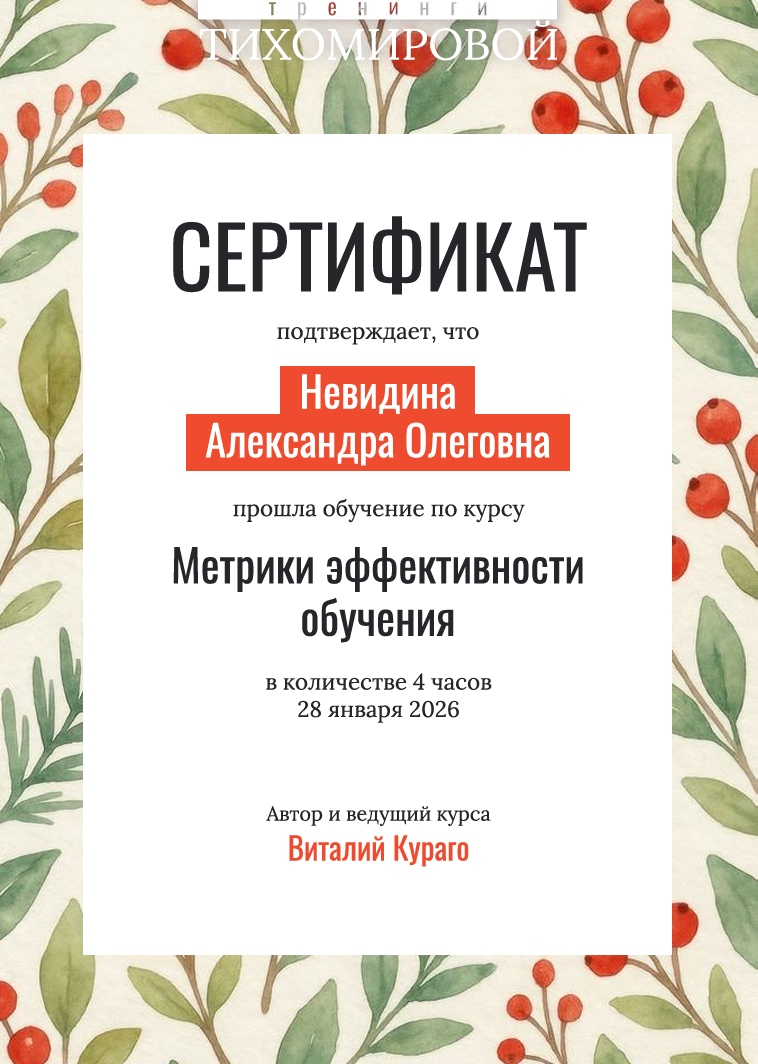 тренинги
ТИХОМИРОВОЙ
СЕРТИФИКАТ
подтверждает, что
Невидина
Александра Олеговна
прошла обучение по курсу
Метрики эффективности
обучения
в количестве 4 часов
28 января 2026
Автор и ведущий курса
Виталий Кураго